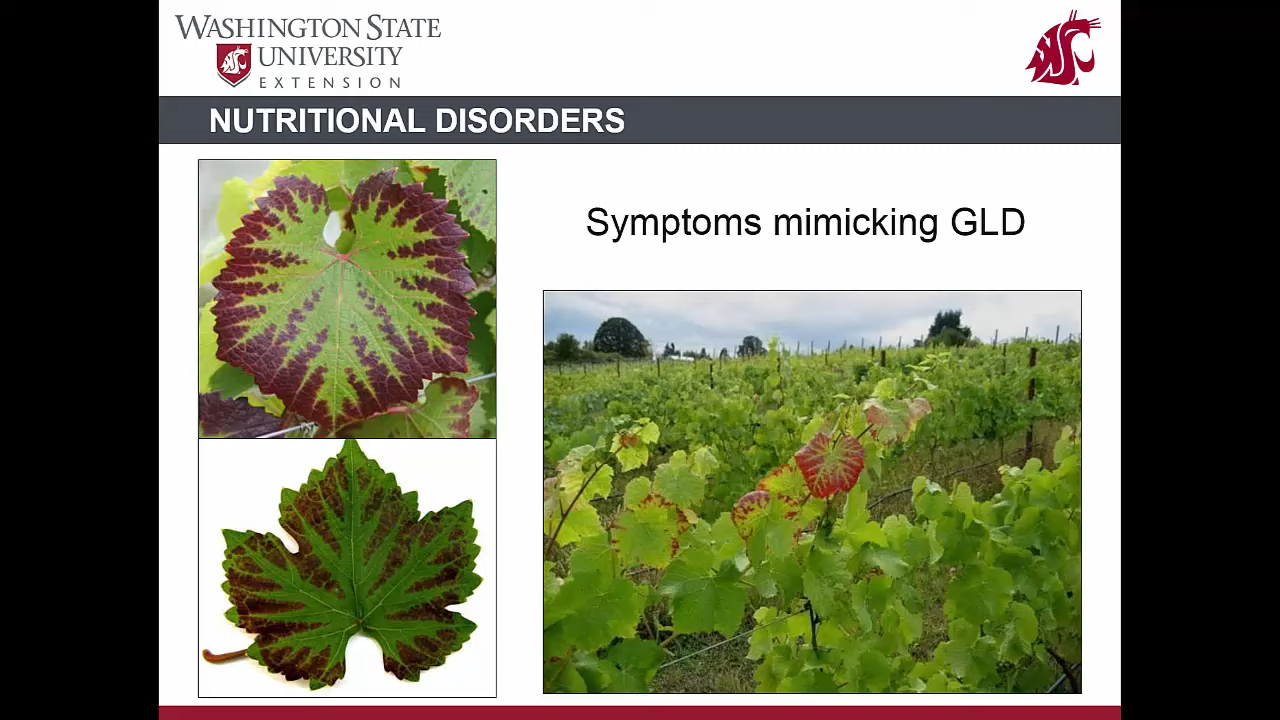 WASHINGTON STATE
UNIVERSITY
EXTENSION
NUTRITIONAL DISORDERS
Symptoms mimicking GLD